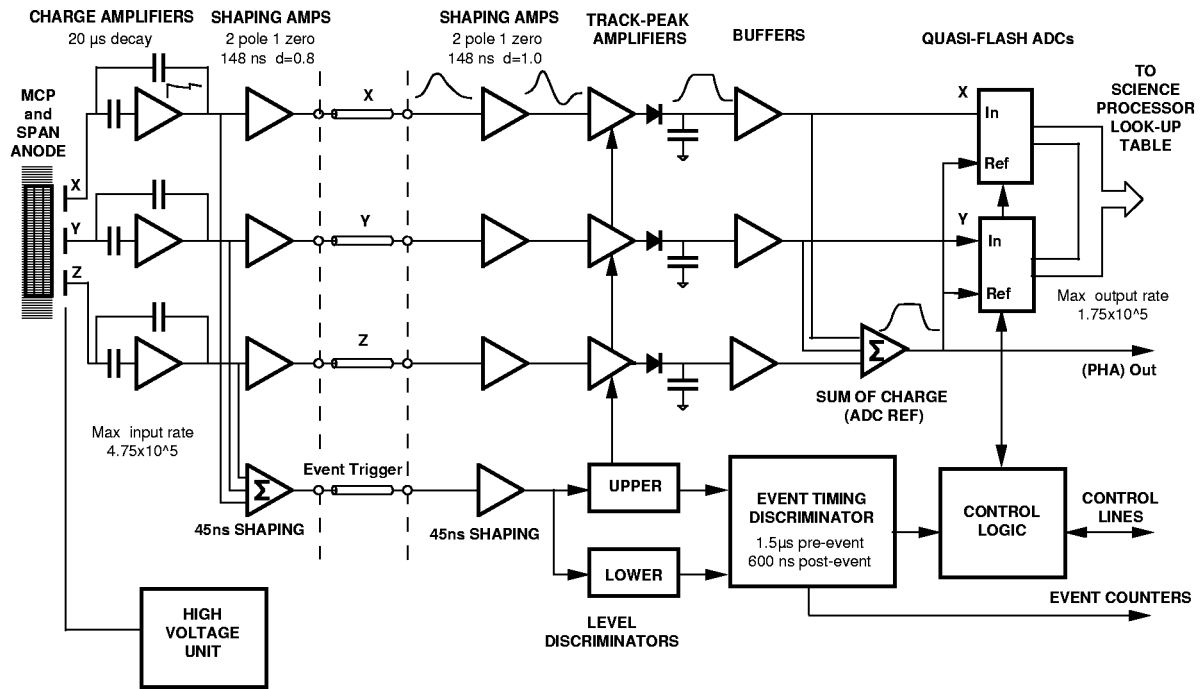 CHARGE AMPLIFIERS
20 µs decay
SHAPING AMPS
2 pole 1 zero
148 ns d=0.8
SHAPING AMPS
2 pole 1 zero
148 ns d=1.0
TRACK-PEAK
AMPLIFIERS
BUFFERS
QUASI-FLASH ADCs
MCP
and
SPAN
ANODE
TO
SCIENCE
PROCESSOR
LOOK-UP
TABLE
X
X
In
Ref
X
Y
Z
Y
Y
In
Ref
Max output rate
1.75x10^5
Z
Σ
(PHA) Out
SUM OF CHARGE
(ADC REF)
Max input rate
4.75x10^5
Event Trigger
Σ
45ns SHAPING
45ns SHAPING
UPPER
LOWER
LEVEL
DISCRIMINATORS
EVENT TIMING
DISCRIMINATOR
1.5µs pre-event
600 ns post-event
CONTROL
LOGIC
CONTROL
LINES
EVENT COUNTERS
HIGH
VOLTAGE
UNIT